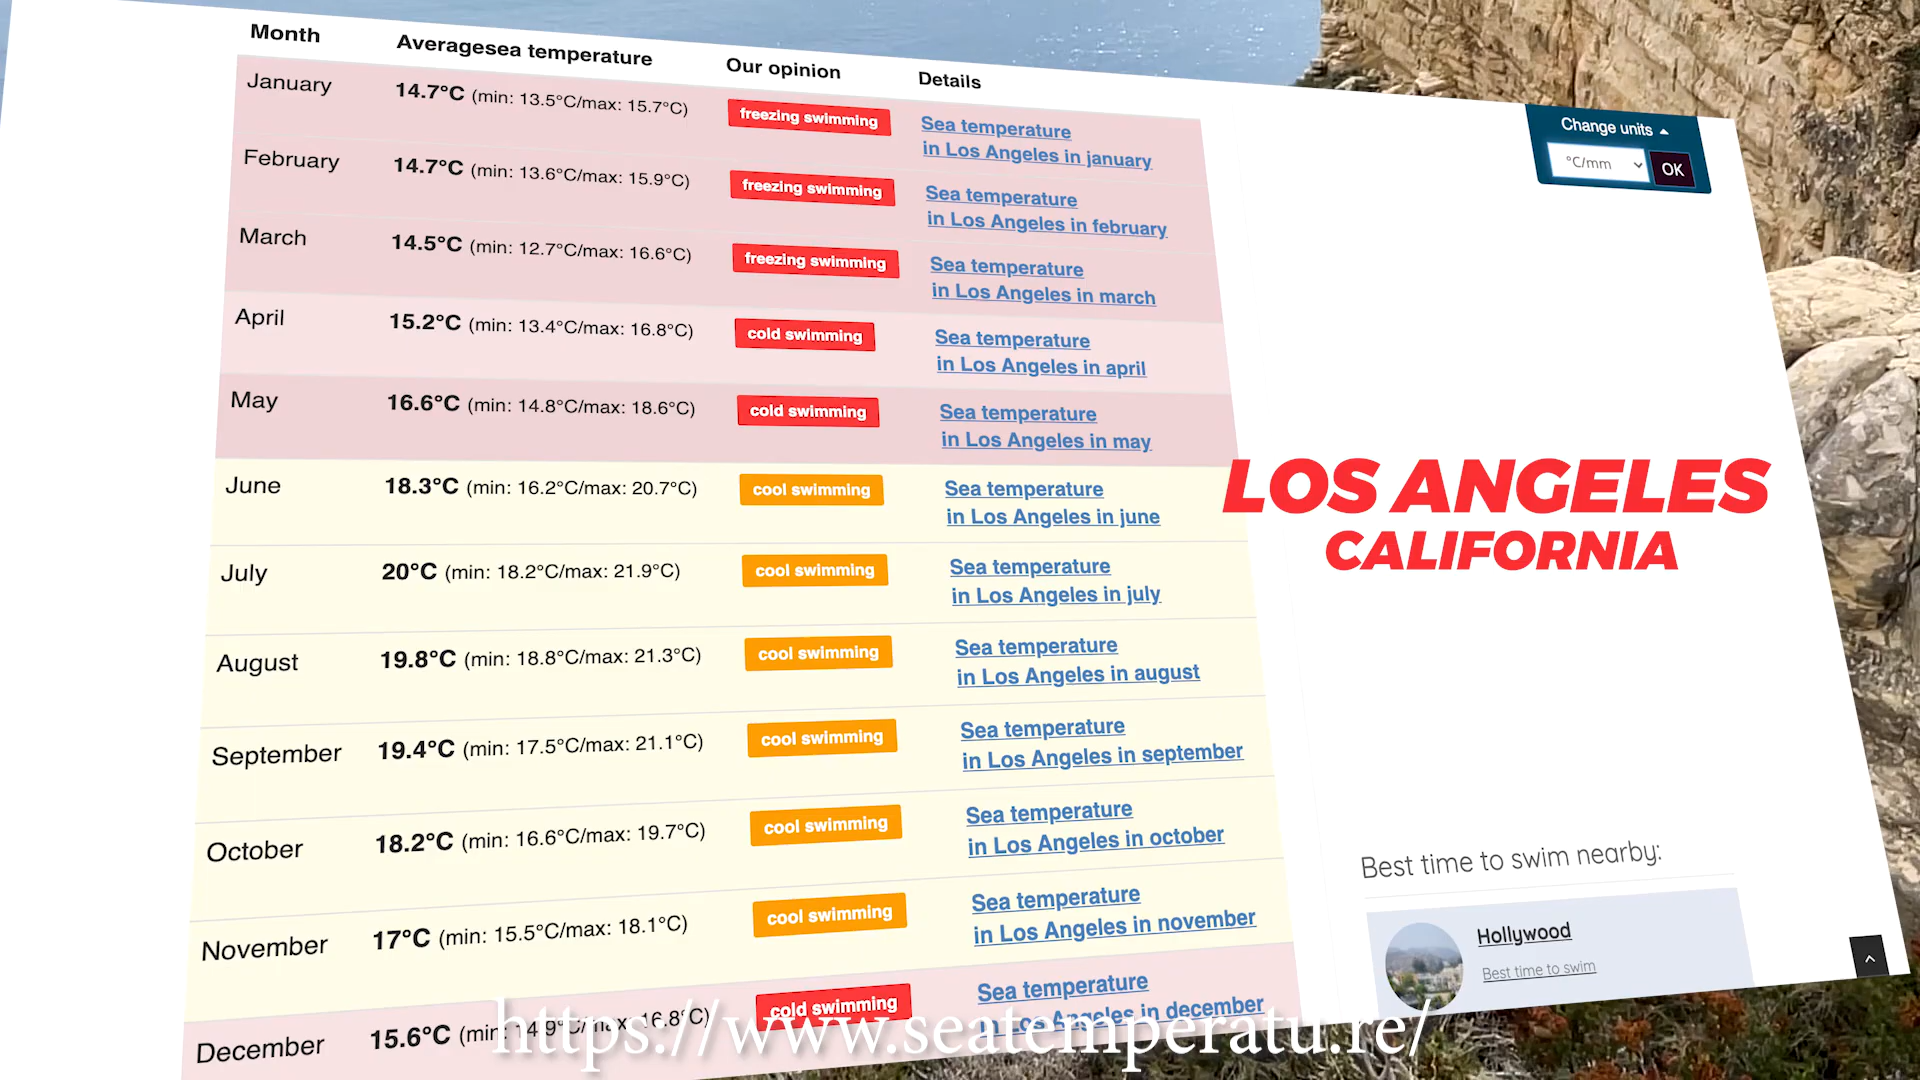 Month Averagesea temperature Our opinion Details
January 14.7°C (min: 13.5°C/max: 15.7°C) freezing swimming Sea temperature
in Los Angeles in january
February 14.7°C (min: 13.6°C/max: 15.9°C) freezing swimming Sea temperature
in Los Angeles in february
March 14.5°C (min: 12.7°C/max: 16.6°C) freezing swimming Sea temperature
in Los Angeles in march
April 15.2°C (min: 13.4°C/max: 16.8°C) cold swimming Sea temperature
in Los Angeles in april
May 16.6°C (min: 14.8°C/max: 18.6°C) cold swimming Sea temperature
in Los Angeles in may
June 18.3°C (min: 16.2°C/max: 20.7°C) cool swimming Sea temperature
in Los Angeles in june
July 20°C (min: 18.2°C/max: 21.9°C) cool swimming Sea temperature
in Los Angeles in july
August 19.8°C (min: 18.8°C/max: 21.3°C) cool swimming Sea temperature
in Los Angeles in august
September 19.4°C (min: 17.5°C/max: 21.1°C) cool swimming Sea temperature
in Los Angeles in september
October 18.2°C (min: 16.6°C/max: 19.7°C) cool swimming Sea temperature
in Los Angeles in october
November 17°C (min: 15.5°C/max: 18.1°C) cool swimming Sea temperature
in Los Angeles in november
December 15.6°C (min: 14.9°C/max: 16.8°C) cold swimming Sea temperature
in Los Angeles in december
Change units
°C/mm OK
LOS ANGELES
CALIFORNIA
Best time to swim nearby:
Hollywood
Best time to swim
https://www.seatemperatu.re/